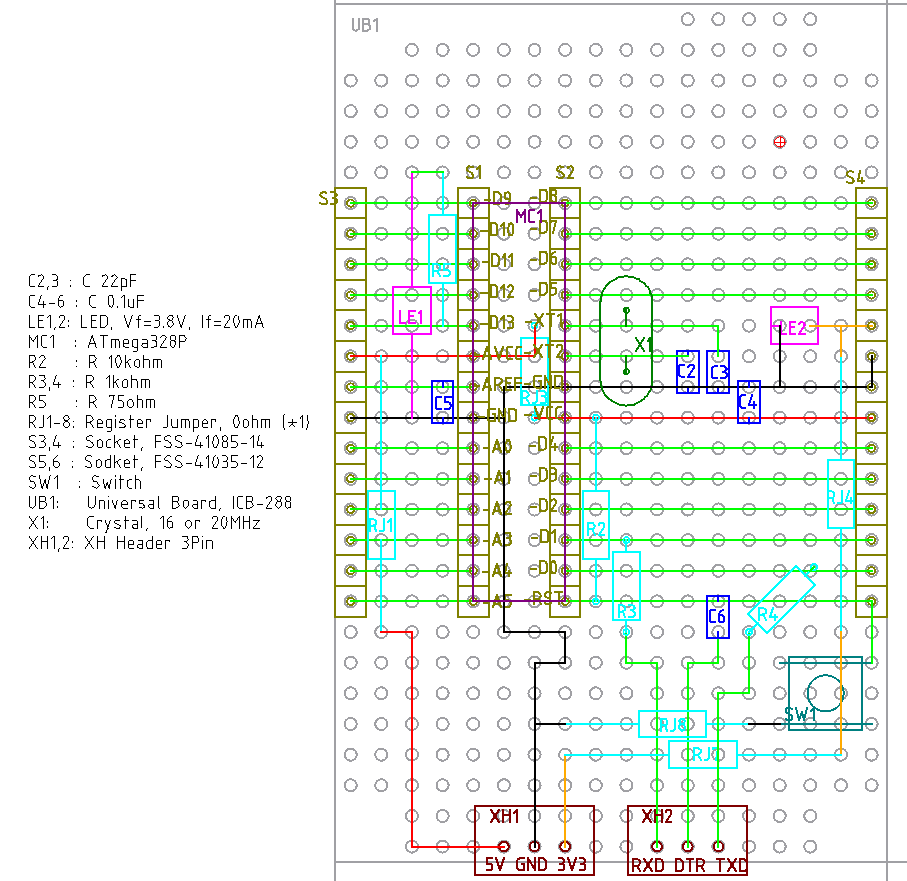 UB1
S1 S2
S3 S4
-D9 -D8
MC1
-D10 -D7
-D11 -D6
R5
C2,3 : C 22pF
C4-6 : C 0.1uF
LE1,2: LED, Vf=3.8V, If=20mA
MC1 : ATmega328P
R2 : R 10kohm
R3,4 : R 1kohm
R5 : R 75ohm
RJ1-8: Register Jumper, 0ohm (*1)
S3,4 : Socket, FSS-41085-14
S5,6 : Sodket, FSS-41035-12
SW1 : Switch
UB1: Universal Board, ICB-288
X1: Crystal, 16 or 20MHz
XH1,2: XH Header 3Pin
-D12 -D5
LE1
-D13 -XT1
LE2
X1
-AVCC -XT2
C2 C3
-AREF -GND
RJ3
C5 C4
-GND -VCC
-A0 -D4
-A1 -D3
RJ4
-A2 -D2
RJ1 R2
-A3 -D1
-A4 -D0
-A5 -RST
R3 C6 R4
SW1
RJ8
XH1 XH2
5V GND 3V3 RXD DTR TXD